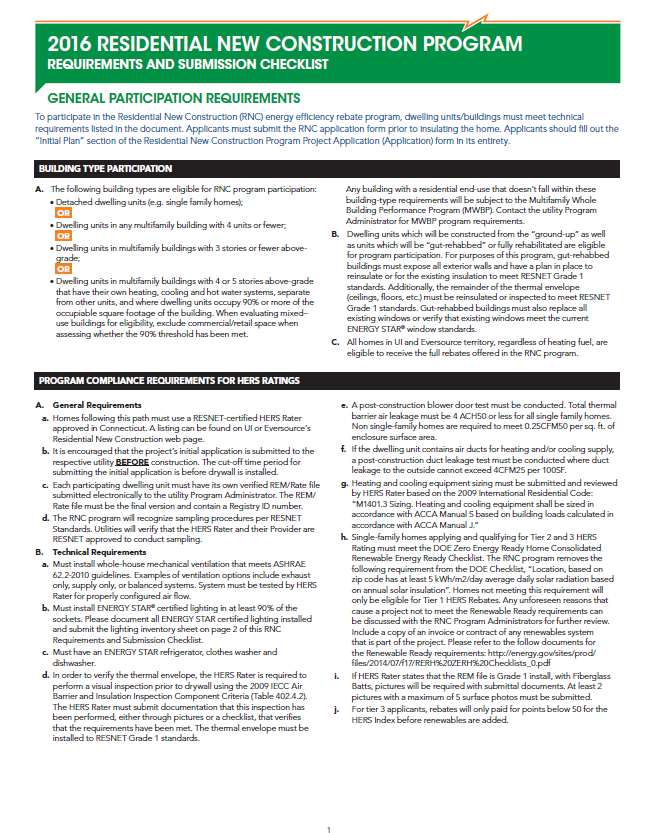 2016 RESIDENTIAL NEW CONSTRUCTION PROGRAM
REQUIREMENTS AND SUBMISSION CHECKLIST
GENERAL PARTICIPATION REQUIREMENTS
To participate in the Residential New Construction (RNC) energy efficiency rebate program, dwelling units/buildings must meet technical
requirements listed in the document. Applicants must submit the RNC application form prior to insulating the home. Applicants should fill out the
"Initial Plan" section of the Residential New Construction Program Project Application (Application) form in its entirety.
BUILDING TYPE PARTICIPATION
A. The following building types are eligible for RNC program participation:
• Detached dwelling units (e.g. single family homes);
OR
• Dwelling units in any multifamily building with 4 units or fewer;
OR
• Dwelling units in multifamily buildings with 3 stories or fewer above-
grade;
OR
• Dwelling units in multifamily buildings with 4 or 5 stories above-grade
that have their own heating, cooling and hot water systems, separate
from other units, and where dwelling units occupy 90% or more of the
occupiable square footage of the building. When evaluating mixed–
use buildings for eligibility, exclude commercial/retail space when
assessing whether the 90% threshold has been met.
Any building with a residential end-use that doesn't fall within these
building-type requirements will be subject to the Multifamily Whole
Building Performance Program (MWBP). Contact the utility Program
Administrator for MWBP program requirements.
B. Dwelling units which will be constructed from the "ground-up" as well
as units which will be "gut-rehabbed" or fully rehabilitated are eligible
for program participation. For purposes of this program, gut-rehabbed
buildings must expose all exterior walls and have a plan in place to
reinsulate or for the existing insulation to meet RESNET Grade 1
standards. Additionally, the remainder of the thermal envelope
(ceilings, floors, etc.) must be reinsulated or inspected to meet RESNET
Grade 1 standards. Gut-rehabbed buildings must also replace all
existing windows or verify that existing windows meet the current
ENERGY STAR® window standards.
C. All homes in UI and Eversource territory, regardless of heating fuel, are
eligible to receive the full rebates offered in the RNC program.
PROGRAM COMPLIANCE REQUIREMENTS FOR HERS RATINGS
A. General Requirements
a. Homes following this path must use a RESNET-certified HERS Rater
approved in Connecticut. A listing can be found on UI or Eversource's
Residential New Construction web page.
b. It is encouraged that the project's initial application is submitted to the
respective utility BEFORE construction. The cut-off time period for
submitting the initial application is before drywall is installed.
c. Each participating dwelling unit must have its own verified REM/Rate file
submitted electronically to the utility Program Administrator. The REM/
Rate file must be the final version and contain a Registry ID number.
d. The RNC program will recognize sampling procedures per RESNET
Standards. Utilities will verify that the HERS Rater and their Provider are
RESNET approved to conduct sampling.
B. Technical Requirements
a. Must install whole-house mechanical ventilation that meets ASHRAE
62.2-2010 guidelines. Examples of ventilation options include exhaust
only, supply only, or balanced systems. System must be tested by HERS
Rater for properly configured air flow.
b. Must install ENERGY STAR® certified lighting in at least 90% of the
sockets. Please document all ENERGY STAR certified lighting installed
and submit the lighting inventory sheet on page 2 of this RNC
Requirements and Submission Checklist.
c. Must have an ENERGY STAR refrigerator, clothes washer and
dishwasher.
d. In order to verify the thermal envelope, the HERS Rater is required to
perform a visual inspection prior to drywall using the 2009 IECC Air
Barrier and Insulation Inspection Component Criteria (Table 402.4.2).
The HERS Rater must submit documentation that this inspection has
been performed, either through pictures or a checklist, that verifies
that the requirements have been met. The thermal envelope must be
installed to RESNET Grade 1 standards.
e. A post-construction blower door test must be conducted. Total thermal
barrier air leakage must be 4 ACH50 or less for all single family homes.
Non single-family homes are required to meet 0.25CFM50 per sq. ft. of
enclosure surface area.
f. If the dwelling unit contains air ducts for heating and/or cooling supply,
a post-construction duct leakage test must be conducted where duct
leakage to the outside cannot exceed 4CFM25 per 100SF.
g. Heating and cooling equipment sizing must be submitted and reviewed
by HERS Rater based on the 2009 International Residential Code:
"M1401.3 Sizing. Heating and cooling equipment shall be sized in
accordance with ACCA Manual S based on building loads calculated in
accordance with ACCA Manual J."
h. Single-family homes applying and qualifying for Tier 2 and 3 HERS
Rating must meet the DOE Zero Energy Ready Home Consolidated
Renewable Energy Ready Checklist. The RNC program removes the
following requirement from the DOE Checklist, "Location, based on
zip code has at least 5 kWh/m2/day average daily solar radiation based
on annual solar insolation". Homes not meeting this requirement will
only be eligible for Tier 1 HERS Rebates. Any unforeseen reasons that
cause a project not to meet the Renewable Ready requirements can
be discussed with the RNC Program Administrators for further review.
Include a copy of an invoice or contract of any renewables system
that is part of the project. Please refer to the follow documents for
the Renewable Ready requirements: http://energy.gov/sites/prod/
files/2014/07/f17/RERH%20ZERH%20Checklists_0.pdf
i. If HERS Rater states that the REM file is Grade 1 install, with Fiberglass
Batts, pictures will be required with submittal documents. At least 2
pictures with a maximum of 5 surface photos must be submitted.
j. For tier 3 applicants, rebates will only paid for points below 50 for the
HERS Index before renewables are added.
1